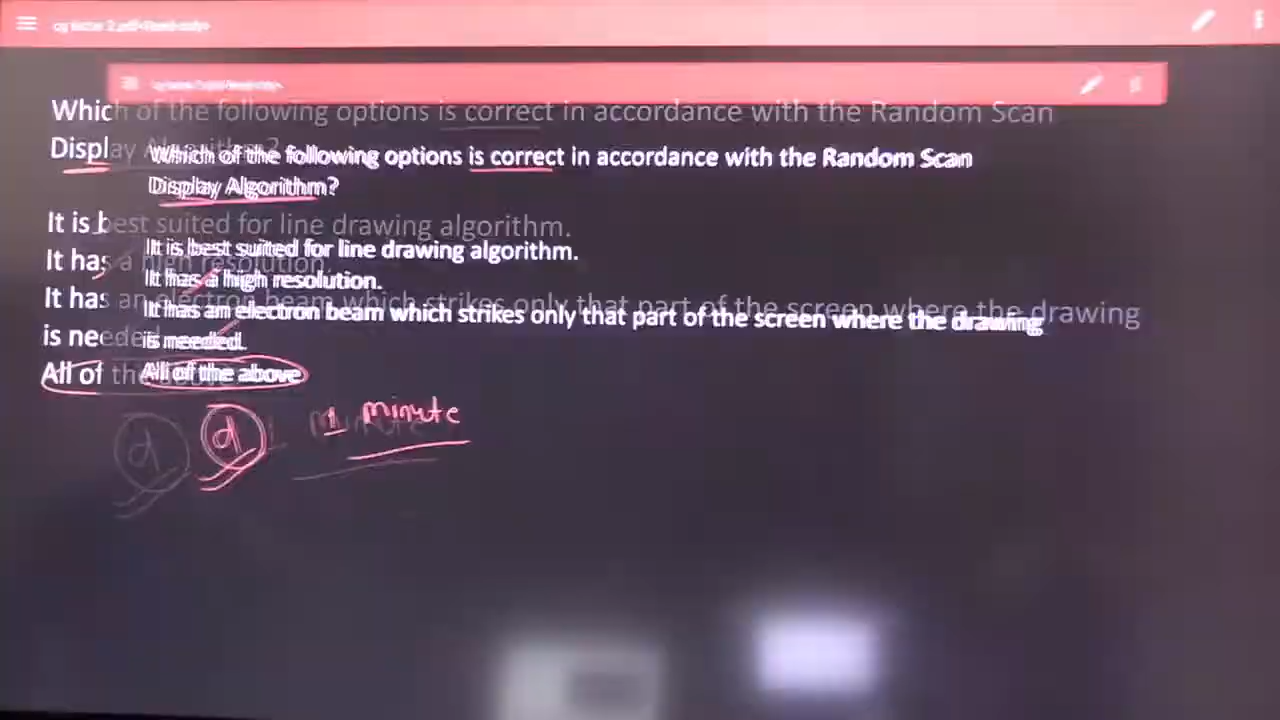 Which of the following options is correct in accordance with the Random Scan
Display Algorithm?
It is best suited for line drawing algorithm.
It has a high resolution.
It has an electron beam which strikes only that part of the screen where the drawing
is needed.
All of the above
d 1 minute